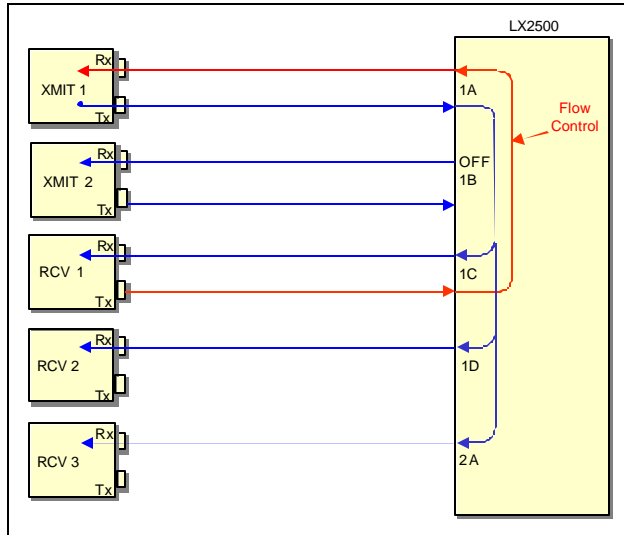 LX2500
Rx
XMIT 1
Tx
1A
Flow
Control
Rx
XMIT 2
Tx
OFF
1B
Rx
RCV 1
Tx
1C
Rx
RCV 2
Tx
1D
Rx
RCV 3
Tx
2A